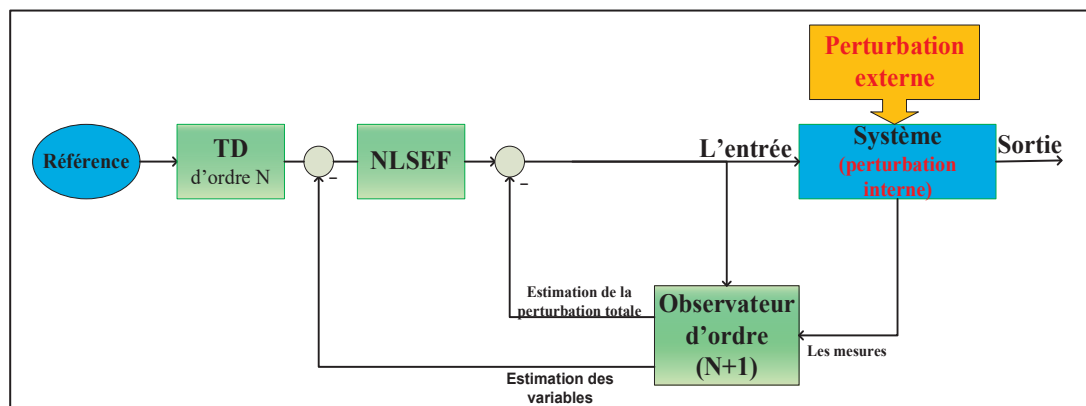 Perturbation
externe
Référence
TD
d'ordre N
–
NLSEF
–
L'entrée
Système
(perturbation
interne)
Sortie
Estimation de la
perturbation totale
Observateur
d'ordre
(N+1)
Les mesures
Estimation des
variables